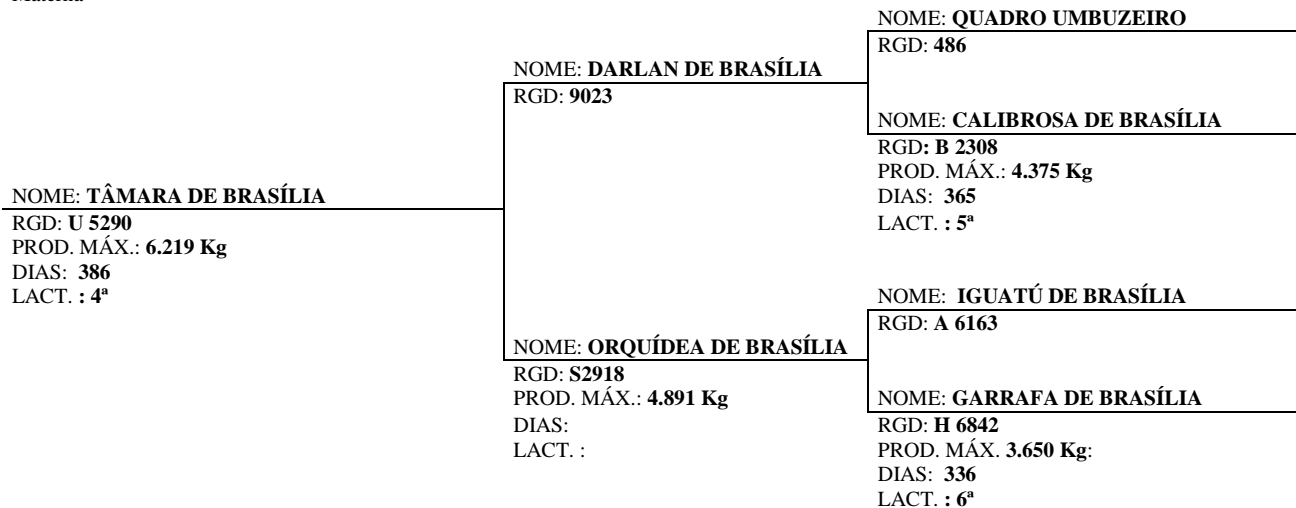 NOME: QUADRO UMBUZEIRO
RGD: 486
NOME: DARLAN DE BRASÍLIA
RGD: 9023
NOME: CALIBROSA DE BRASÍLIA
RGD: B 2308
PROD. MÁX.: 4.375 Kg
DIAS: 365
LACT. : 5ª
NOME: TÂMARA DE BRASÍLIA
RGD: U 5290
PROD. MÁX.: 6.219 Kg
DIAS: 386
LACT. : 4ª
NOME: IGUATÚ DE BRASÍLIA
RGD: A 6163
NOME: ORQUÍDEA DE BRASÍLIA
RGD: S2918
PROD. MÁX.: 4.891 Kg
DIAS:
LACT. :
NOME: GARRAFA DE BRASÍLIA
RGD: H 6842
PROD. MÁX. 3.650 Kg:
DIAS: 336
LACT. : 6ª